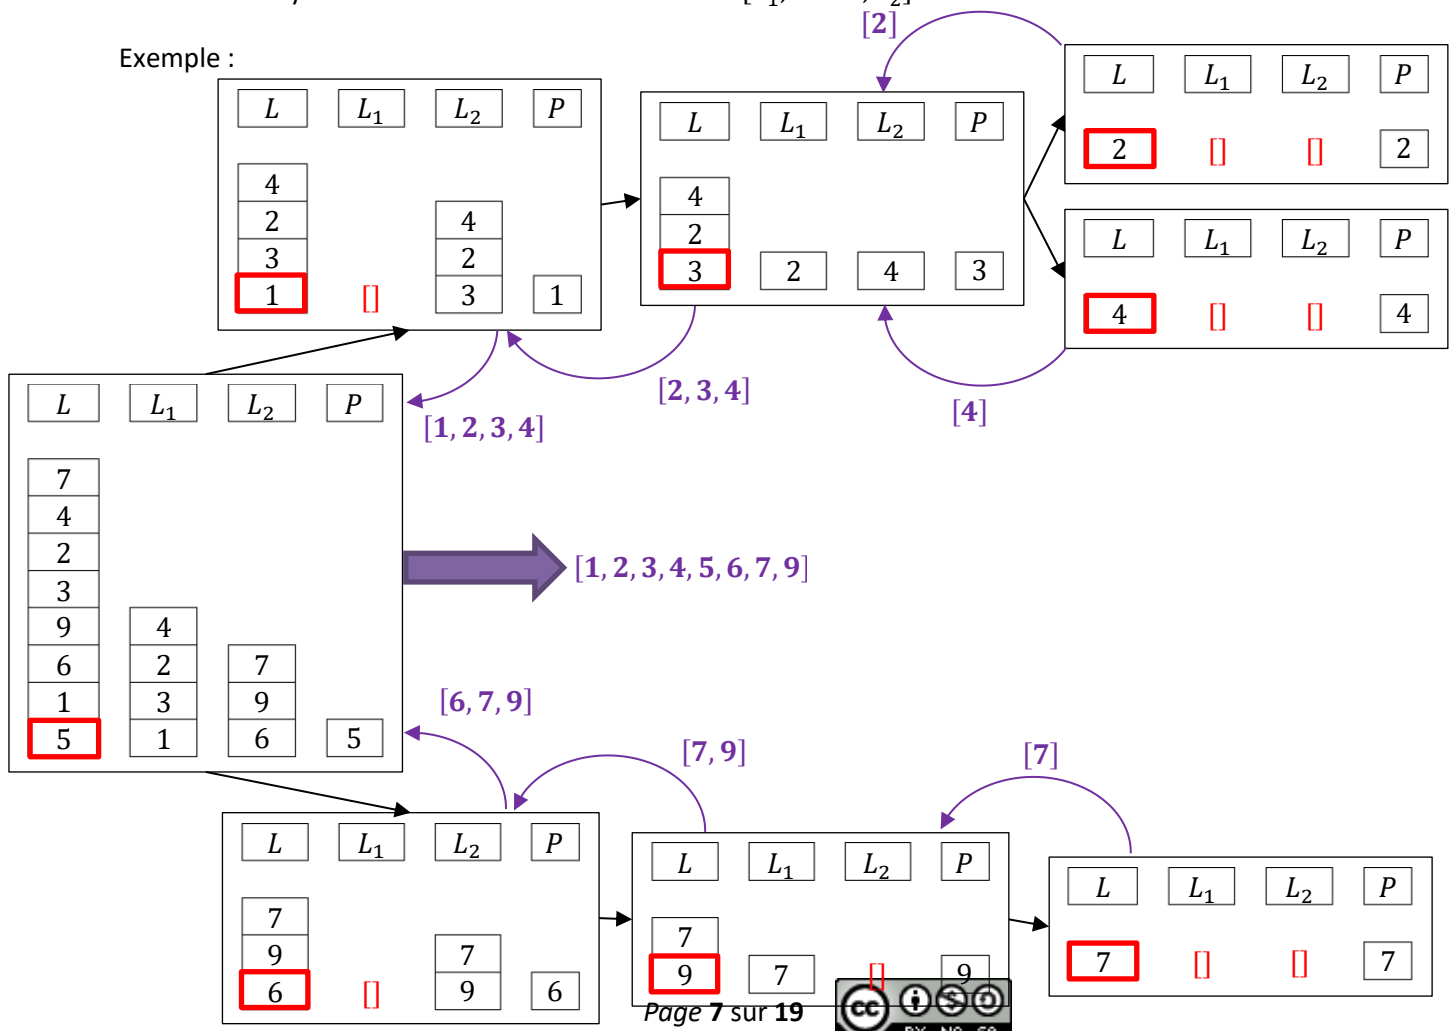 [2]
Exemple :
L L₁ L₂ P
4
2 4
3 2
1 [] 3 1
L L₁ L₂ P
4
2
3 2 4 3
L L₁ L₂ P
2 [] [] 2
L L₁ L₂ P
4 [] [] 4
[2, 3, 4]
[4]
[1, 2, 3, 4]
L L₁ L₂ P
7
4
2
3
9 4
6 2 7
1 3 9
5 1 6 5
[1, 2, 3, 4, 5, 6, 7, 9]
[6, 7, 9]
[7, 9]
[7]
L L₁ L₂ P
7
9 7
6 [] 9 6
L L₁ L₂ P
7
9 7 [] 9
L L₁ L₂ P
7 [] [] 7
Page 7 sur 19
cc